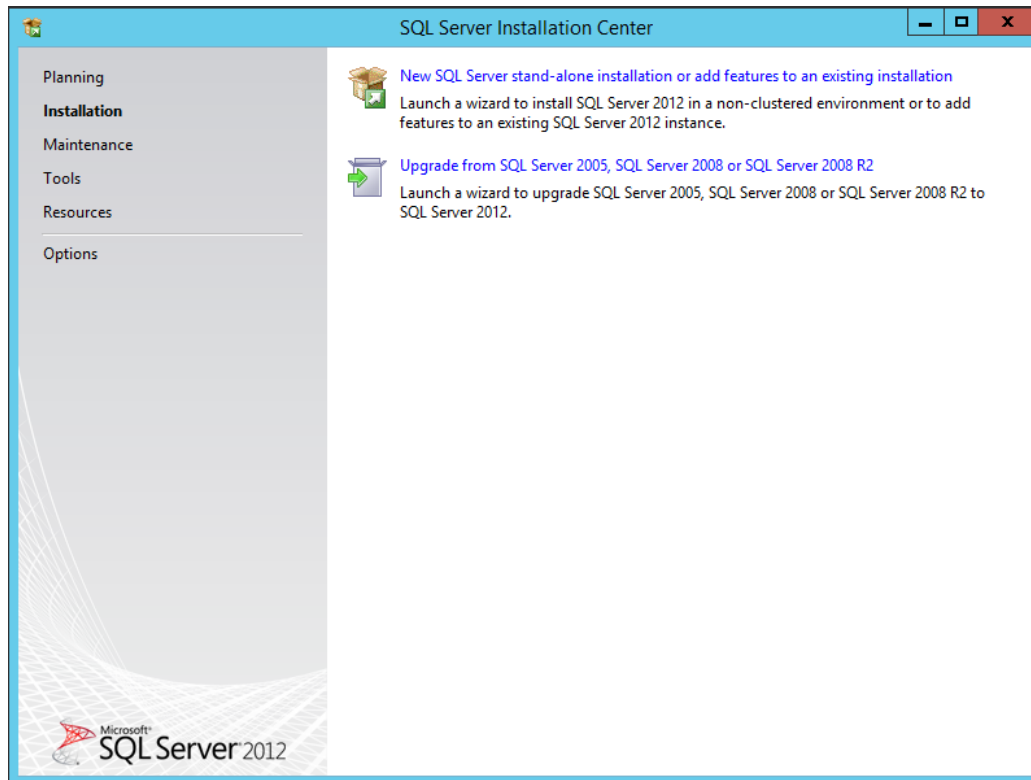 SQL Server Installation Center
Planning
Installation
Maintenance
Tools
Resources
Options
New SQL Server stand-alone installation or add features to an existing installation
Launch a wizard to install SQL Server 2012 in a non-clustered environment or to add
features to an existing SQL Server 2012 instance.
Upgrade from SQL Server 2005, SQL Server 2008 or SQL Server 2008 R2
Launch a wizard to upgrade SQL Server 2005, SQL Server 2008 or SQL Server 2008 R2 to
SQL Server 2012.
Microsoft®
SQL Server 2012